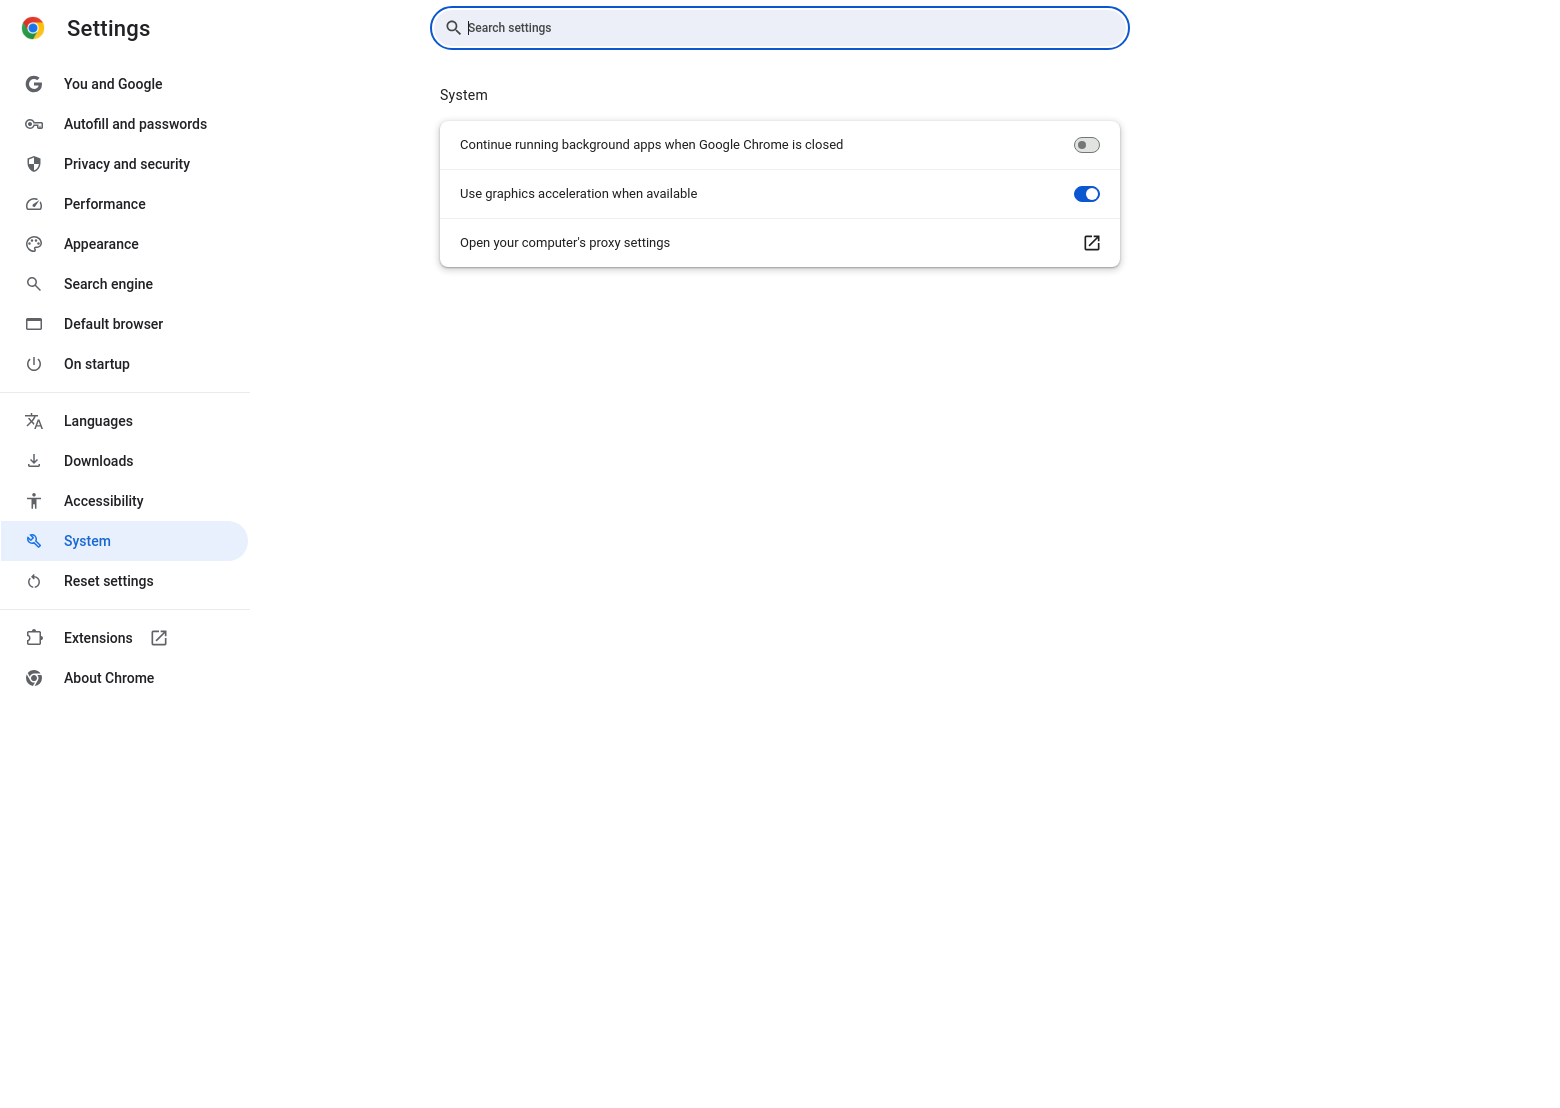 Settings
Search settings
You and Google
Autofill and passwords
Privacy and security
Performance
Appearance
Search engine
Default browser
On startup
Languages
Downloads
Accessibility
System
Reset settings
Extensions
About Chrome
System
Continue running background apps when Google Chrome is closed
Use graphics acceleration when available
Open your computer's proxy settings